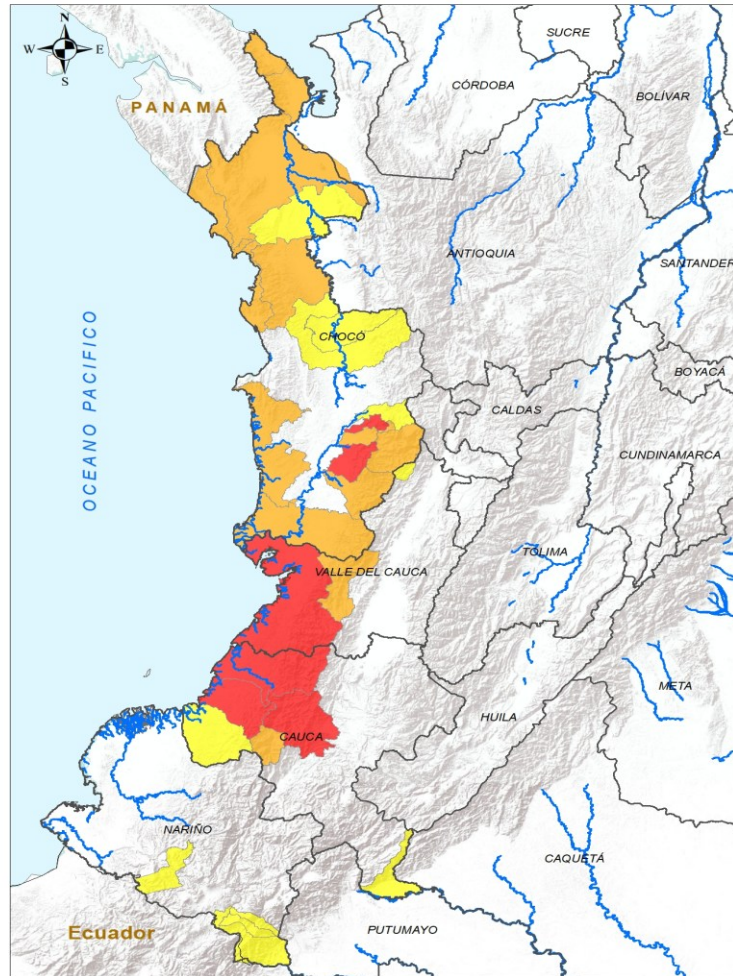 N
W E
S
SUCRE
CÓRDOBA
BOLÍVAR
PANAMÁ
ANTIOQUIA
SANTANDER
OCEANO PACIFICO
CHOCÓ
BOYACÁ
CALDAS
CUNDINAMARCA
TOLIMA
VALLE DEL CAUCA
META
HUILA
CAUCA
NARIÑO
CAQUETÁ
Ecuador
PUTUMAYO